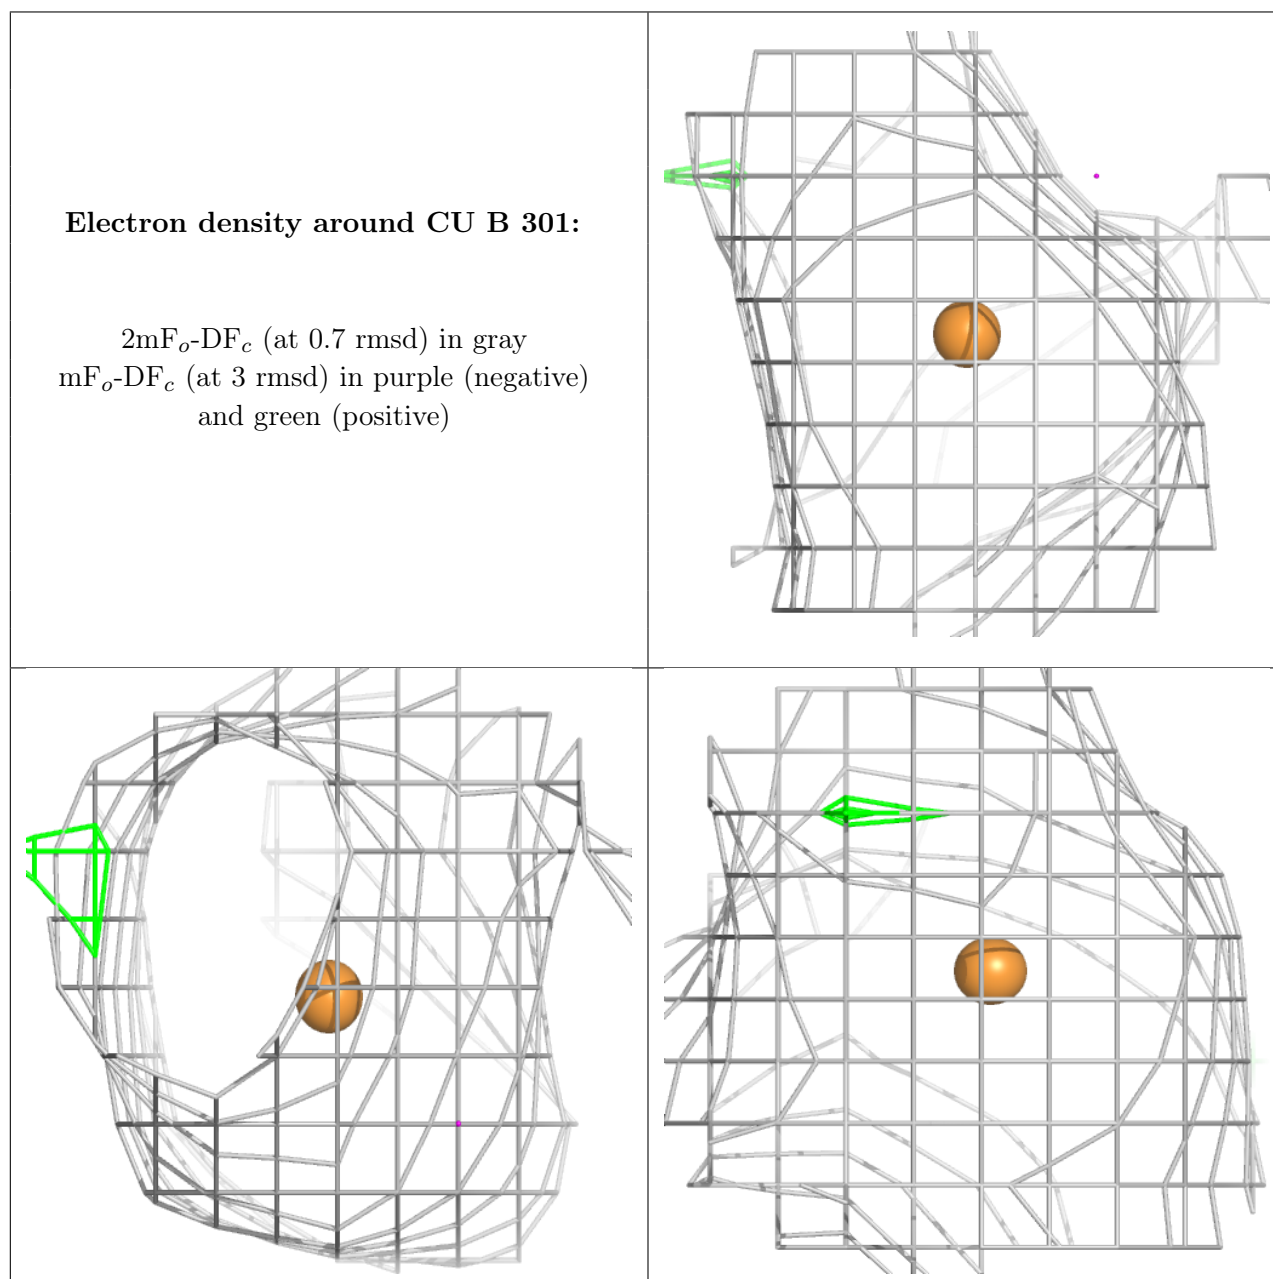 Electron density around CU B 301:
2mFo-DFc (at 0.7 rmsd) in gray
mFo-DFc (at 3 rmsd) in purple (negative)
and green (positive)